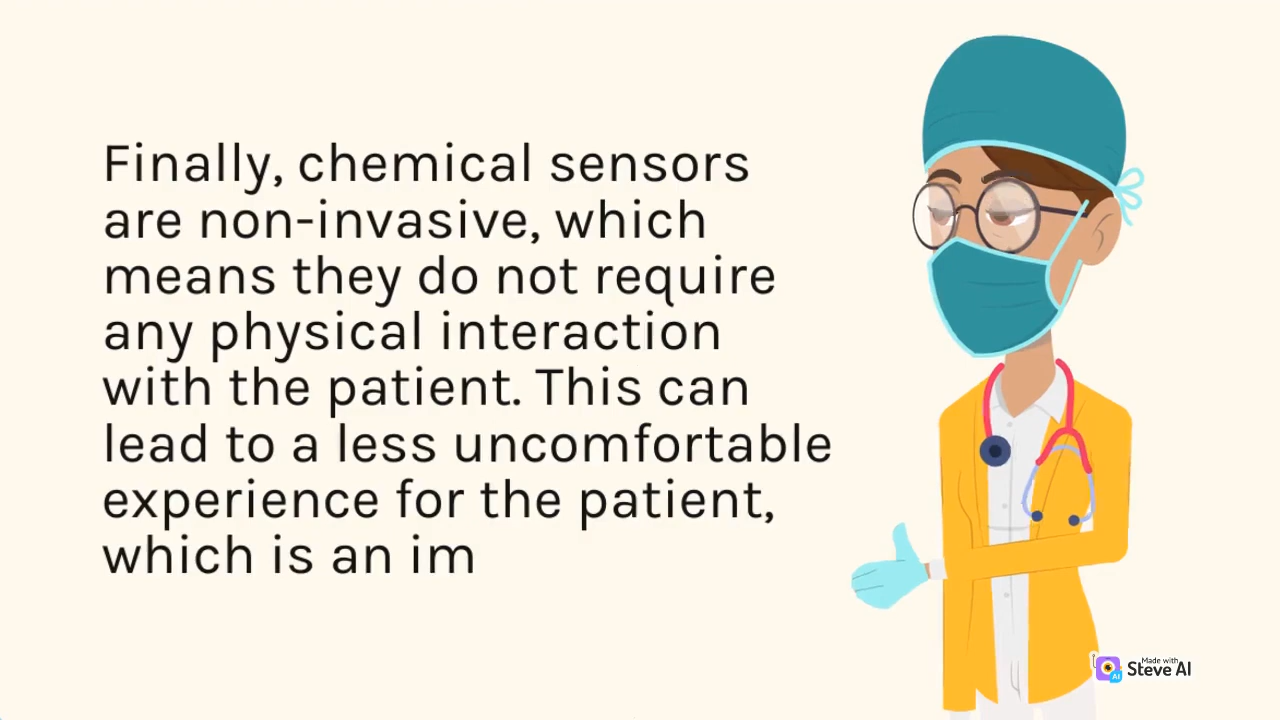 Finally, chemical sensors
are non-invasive, which
means they do not require
any physical interaction
with the patient. This can
lead to a less uncomfortable
experience for the patient,
which is an im
Made with
Steve AI
AI